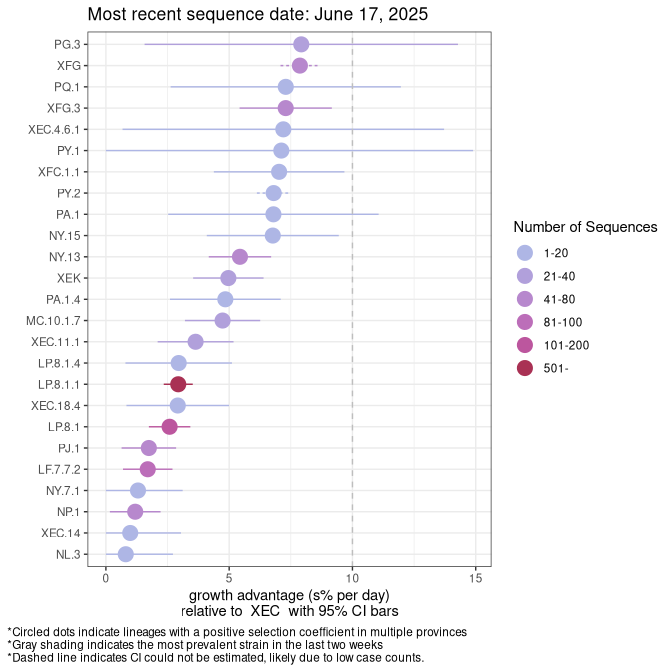 Most recent sequence date: June 17, 2025
PG.3
XFG
PQ.1
XFG.3
XEC.4.6.1
PY.1
XFC.1.1
PY.2
PA.1
NY.15
NY.13
XEK
PA.1.4
MC.10.1.7
XEC.11.1
LP.8.1.4
LP.8.1.1
XEC.18.4
LP.8.1
PJ.1
LF.7.7.2
NY.7.1
NP.1
XEC.14
NL.3
0 5 10 15
growth advantage (s% per day)
relative to XEC with 95% CI bars
Number of Sequences
1-20
21-40
41-80
81-100
101-200
501-
*Circled dots indicate lineages with a positive selection coefficient in multiple provinces
*Gray shading indicates the most prevalent strain in the last two weeks
*Dashed line indicates CI could not be estimated, likely due to low case counts.